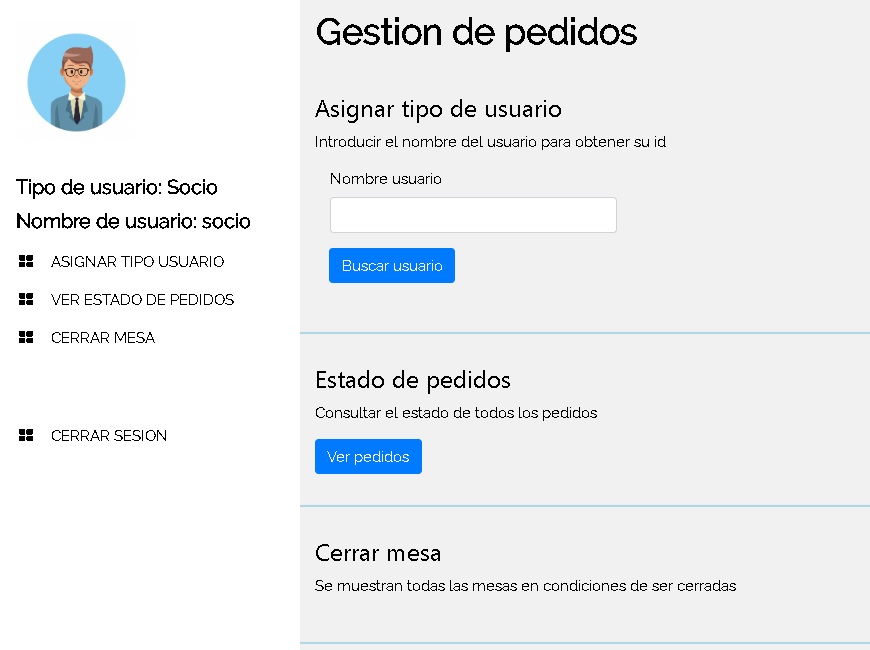 Tipo de usuario: Socio
Nombre de usuario: socio
ASIGNAR TIPO USUARIO
VER ESTADO DE PEDIDOS
CERRAR MESA
CERRAR SESION
Gestion de pedidos
Asignar tipo de usuario
Introducir el nombre del usuario para obtener su id
Nombre usuario
Buscar usuario
Estado de pedidos
Consultar el estado de todos los pedidos
Ver pedidos
Cerrar mesa
Se muestran todas las mesas en condiciones de ser cerradas